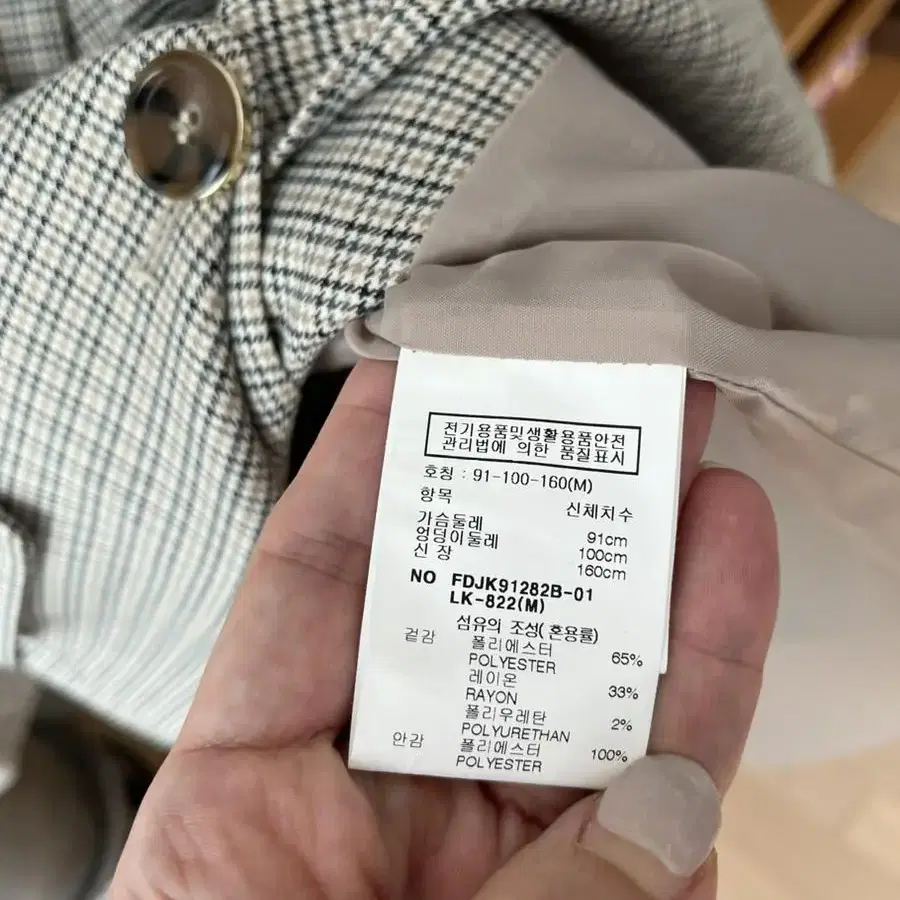 전기용품및생활용품안전
관리법에 의한 품질표시
호칭 : 91-100-160(M)
항목 신체치수
가슴둘레 91cm
엉덩이둘레 100cm
신 장 160cm
NO FDJK91282B-01
LK-822(M)
섬유의 조성(혼용률)
겉감 폴리에스터 65%
POLYESTER
레이온 33%
RAYON
폴리우레탄 2%
POLYURETHAN
안감 폴리에스터 100%
POLYESTER